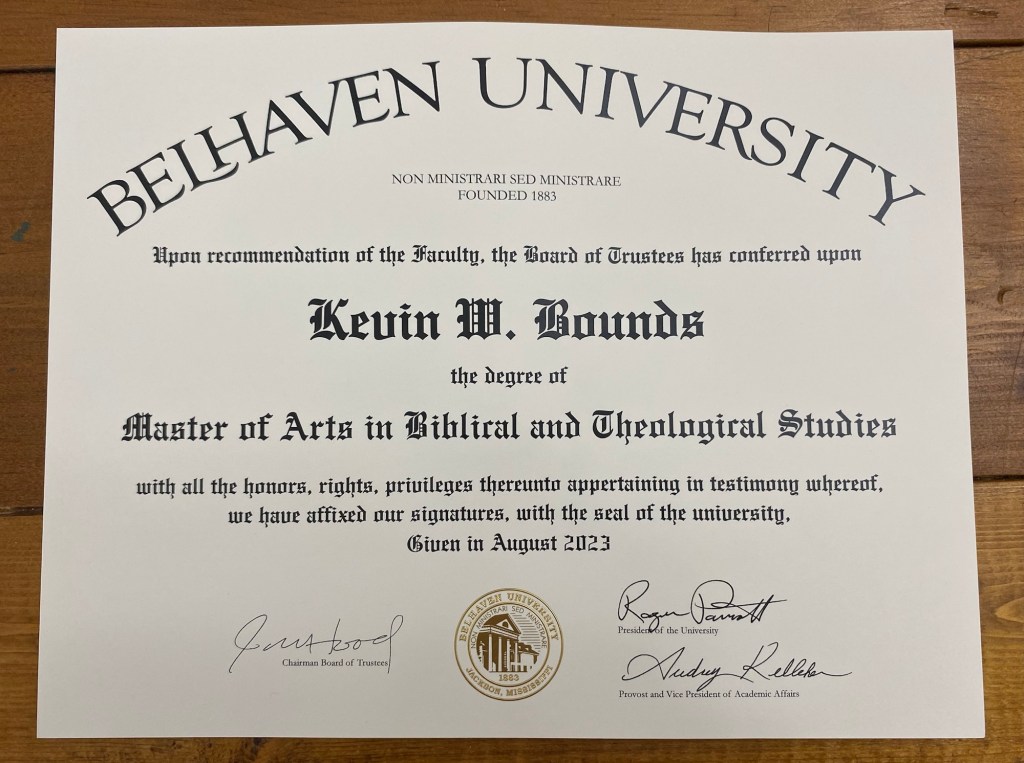 BELHAVEN UNIVERSITY
NON MINISTRARI SED MINISTRARE
FOUNDED 1883
Upon recommendation of the Faculty, the Board of Trustees has conferred upon
Kevin W. Bounds
the degree of
Master of Arts in Biblical and Theological Studies
with all the honors, rights, privileges thereunto appertaining in testimony whereof,
we have affixed our signatures, with the seal of the university,
Given in August 2023
Chairman Board of Trustees
BELHAVEN UNIVERSITY
NON MINISTRARI SED MINISTRARE
1883
JACKSON, MISSISSIPPI
Roger Parrott
President of the University
Audrey Kelleher
Provost and Vice President of Academic Affairs